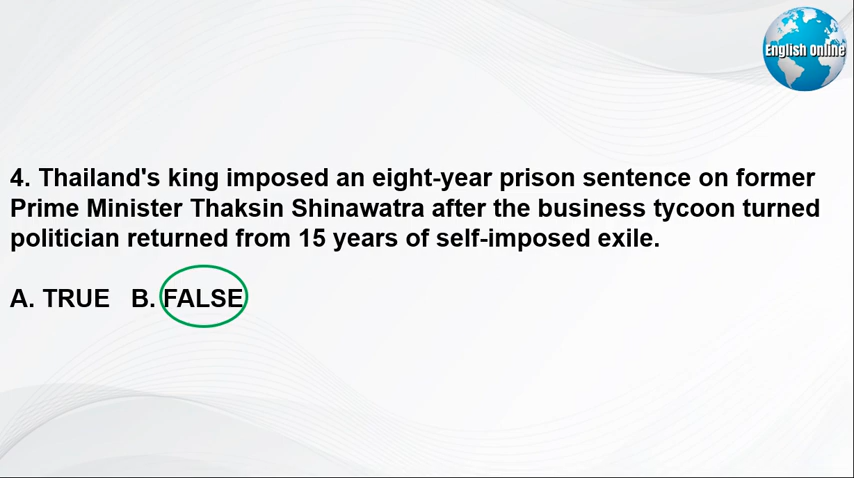 English Online
4. Thailand's king imposed an eight-year prison sentence on former
Prime Minister Thaksin Shinawatra after the business tycoon turned
politician returned from 15 years of self-imposed exile.
A. TRUE B. FALSE